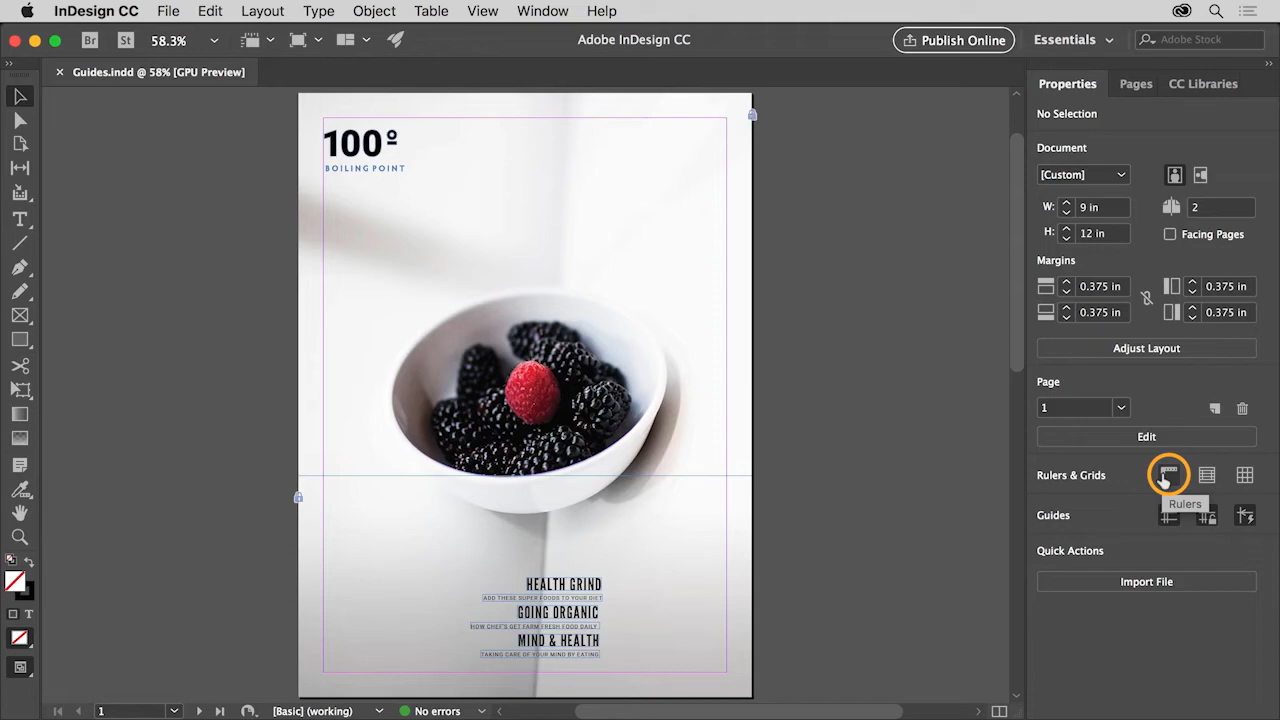 InDesign CC File Edit Layout Type Object Table View Window Help
Br St 58.3% Adobe InDesign CC Publish Online Essentials Adobe Stock
× Guides.indd @ 58% [GPU Preview]
Properties Pages CC Libraries
No Selection
Document
[Custom]
W: 9 in 2
H: 12 in Facing Pages
Margins
0.375 in 0.375 in
0.375 in 0.375 in
Adjust Layout
Page
1
Edit
Rulers & Grids
Rulers
Guides
Quick Actions
Import File
100º
BOILING POINT
HEALTH GRIND
ADD THESE SUPER FOODS TO YOUR DIET
GOING ORGANIC
HOW CHEF'S GET FARM FRESH FOOD DAILY.
MIND & HEALTH
TAKING CARE OF YOUR MIND BY EATING
T
T
1 [Basic] (working) No errors